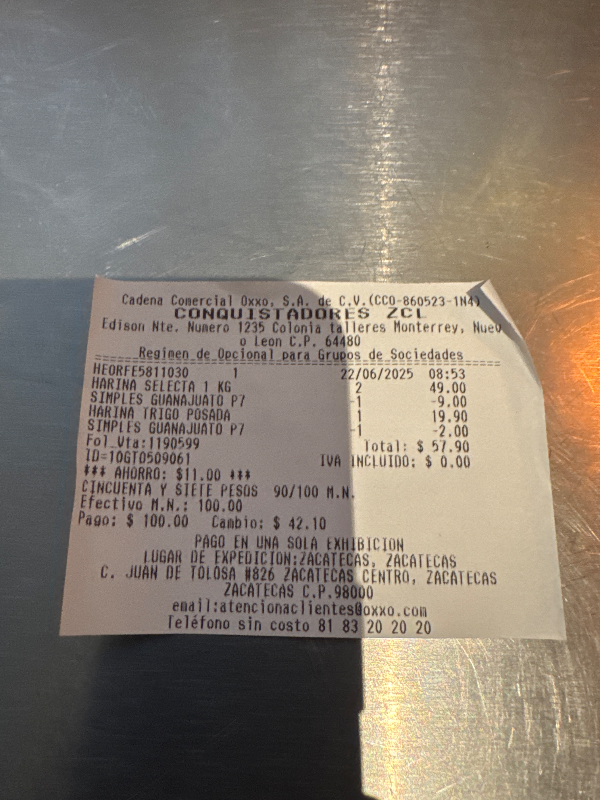 Cadena Comercial Oxxo, S.A. de C.V.(CCO-860523-1N4)
CONQUISTADORES ZCL
Edison Nte. Numero 1235 Colonia talleres Monterrey, Nuev
o Leon C.P. 64480
Regimen de Opcional para Grupos de Sociedades
HEORFE5811030 1 22/06/2025 08:53
HARINA SELECTA 1 KG 2 49.00
SIMPLES GUANAJUATO P7 -1 -9.00
HARINA TRIGO POSADA 1 19.90
SIMPLES GUANAJUATO P7 -1 -2.00
Fol_Vta:1190599 Total: $ 57.90
ID=10GTO509061 IVA INCLUIDO: $ 0.00
*** AHORRO: $11.00 ***
CINCUENTA Y SIETE PESOS 90/100 M.N.
Efectivo M.N.: 100.00
Pago: $ 100.00 Cambio: $ 42.10
PAGO EN UNA SOLA EXHIBICION
LUGAR DE EXPEDICION:ZACATECAS, ZACATECAS
C. JUAN DE TOLOSA #826 ZACATECAS CENTRO, ZACATECAS
ZACATECAS C.P.98000
email:atencionaclientes@oxxo.com
Teléfono sin costo 81 83 20 20 20